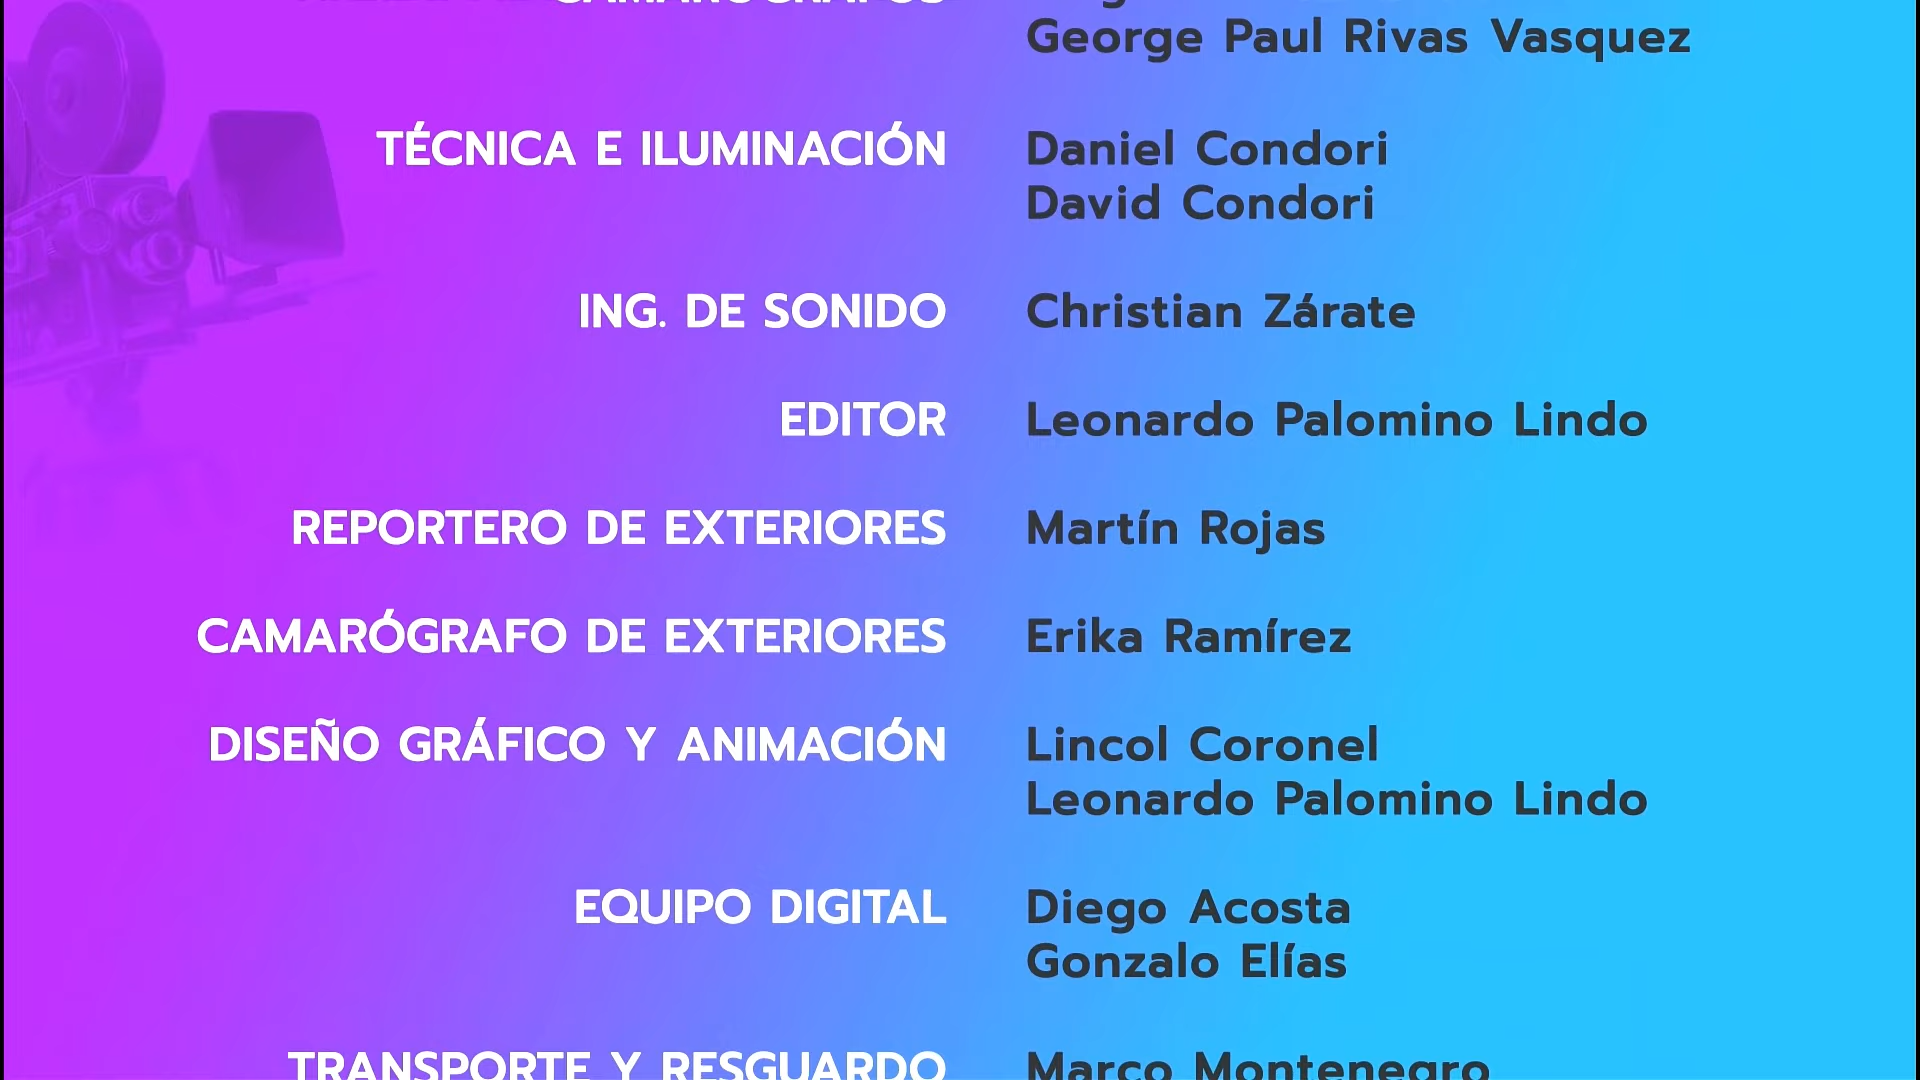 CAMARÓGRAFOS
George Paul Rivas Vasquez
TÉCNICA E ILUMINACIÓN Daniel Condori
David Condori
ING. DE SONIDO Christian Zárate
EDITOR Leonardo Palomino Lindo
REPORTERO DE EXTERIORES Martín Rojas
CAMARÓGRAFO DE EXTERIORES Erika Ramírez
DISEÑO GRÁFICO Y ANIMACIÓN Lincol Coronel
Leonardo Palomino Lindo
EQUIPO DIGITAL Diego Acosta
Gonzalo Elías
TRANSPORTE Y RESGUARDO Marco Montenegro